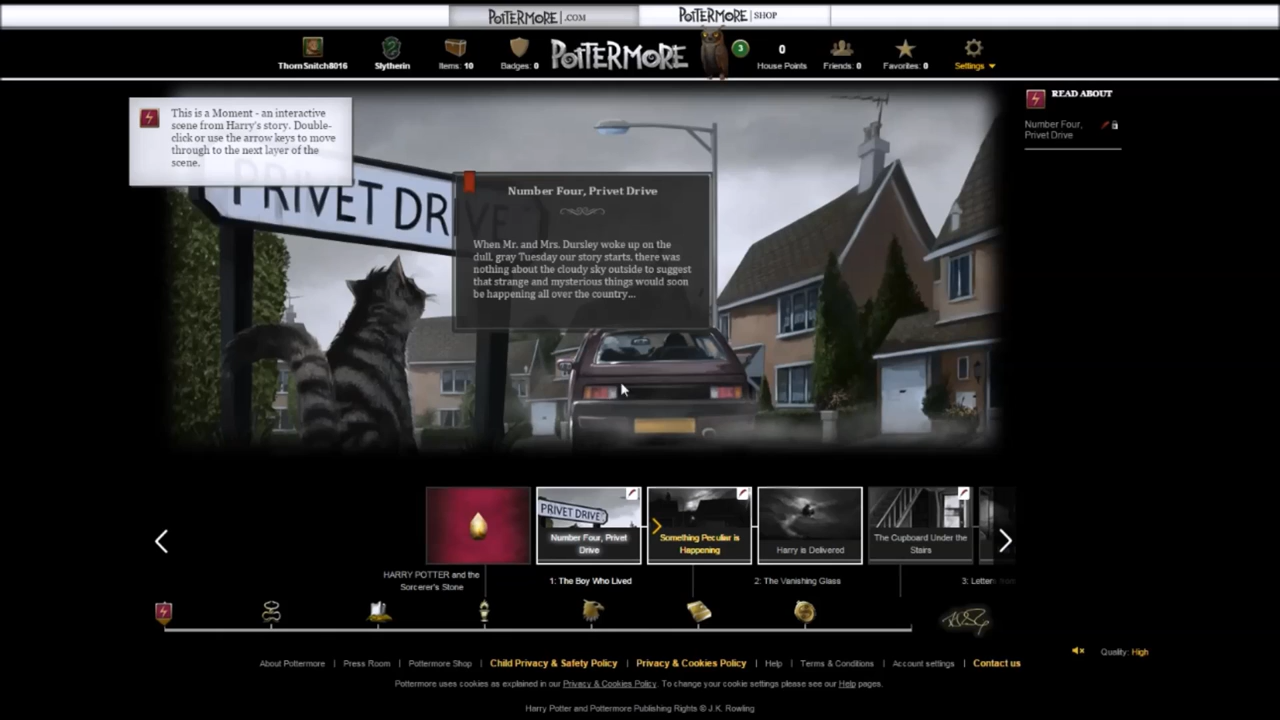 POTTERMORE .COM
POTTERMORE SHOP
ThornSnitch8016
Slytherin
Items: 10
Badges: 0
POTTERMORE
3
0
House Points
Friends: 0
Favorites: 0
Settings
This is a Moment - an interactive
scene from Harry's story. Double-
click or use the arrow keys to move
through to the next layer of the
scene.
READ ABOUT
Number Four,
Privet Drive
PRIVET DRIVE
Number Four, Privet Drive
When Mr. and Mrs. Dursley woke up on the
dull, gray Tuesday our story starts, there was
nothing about the cloudy sky outside to suggest
that strange and mysterious things would soon
be happening all over the country...
PRIVET DRIVE
Number Four, Privet
Drive
Something Peculiar is
Happening
Harry is Delivered
The Cupboard Under the
Stairs
HARRY POTTER and the
Sorcerer's Stone
1: The Boy Who Lived
2: The Vanishing Glass
3: Letters
About Pottermore | Press Room | Pottermore Shop | Child Privacy & Safety Policy | Privacy & Cookies Policy | Help | Terms & Conditions | Account settings | Contact us
Quality: High
Pottermore uses cookies as explained in our Privacy & Cookies Policy. To change your cookie settings please see our Help pages.
Harry Potter and Pottermore Publishing Rights © J.K. Rowling